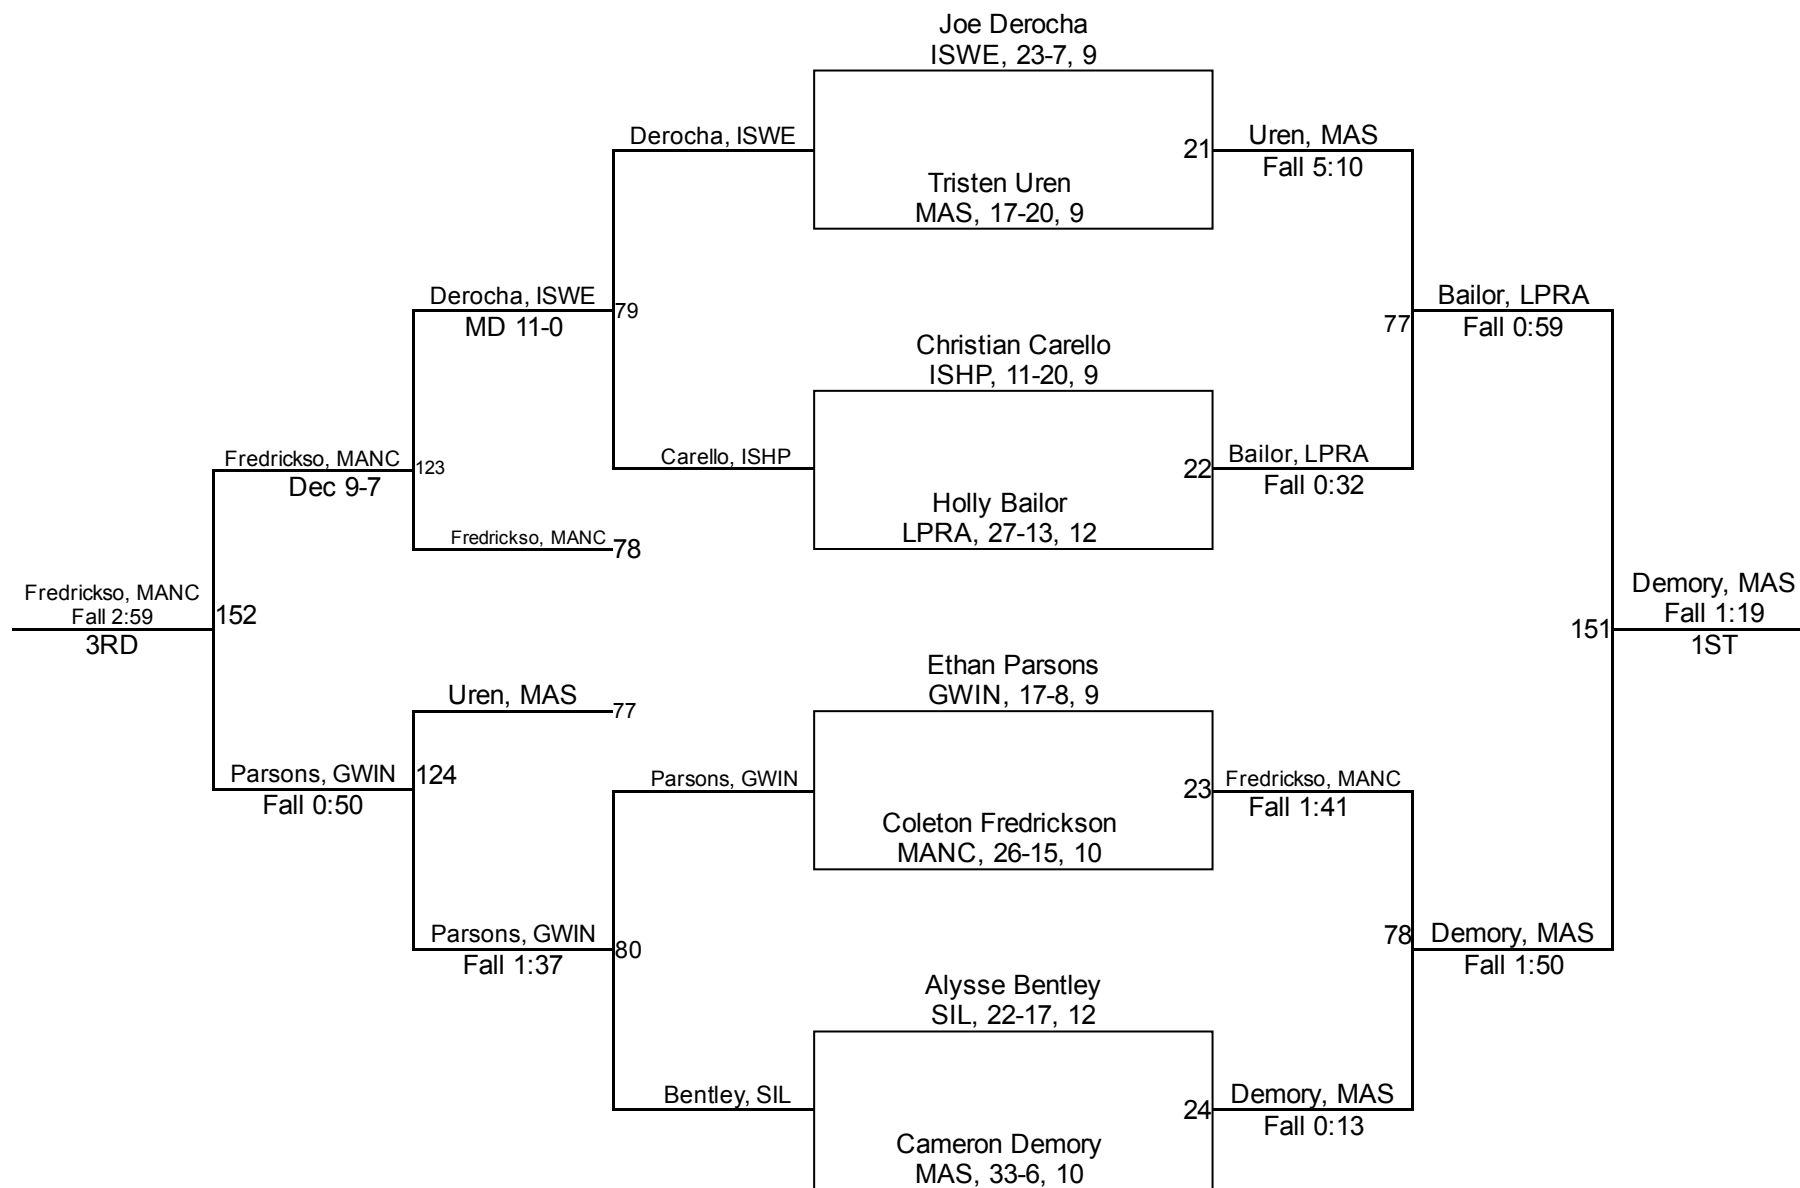 Joe Derocha
ISWE, 23-7, 9
Derocha, ISWE
21
Uren, MAS
Fall 5:10
Tristen Uren
MAS, 17-20, 9
Derocha, ISWE
MD 11-0
79
Bailor, LPRA
Fall 0:59
77
Christian Carello
ISHP, 11-20, 9
Fredrickso, MANC
Dec 9-7
123
Carello, ISHP
22
Bailor, LPRA
Fall 0:32
Holly Bailor
LPRA, 27-13, 12
Fredrickso, MANC
78
Fredrickso, MANC
Fall 2:59
3RD
152
Demory, MAS
Fall 1:19
1ST
151
Ethan Parsons
GWIN, 17-8, 9
Uren, MAS
77
Parsons, GWIN
Fall 0:50
124
Parsons, GWIN
23
Fredrickso, MANC
Fall 1:41
Coleton Fredrickson
MANC, 26-15, 10
Parsons, GWIN
Fall 1:37
80
78
Demory, MAS
Fall 1:50
Alysse Bentley
SIL, 22-17, 12
Bentley, SIL
24
Demory, MAS
Fall 0:13
Cameron Demory
MAS, 33-6, 10